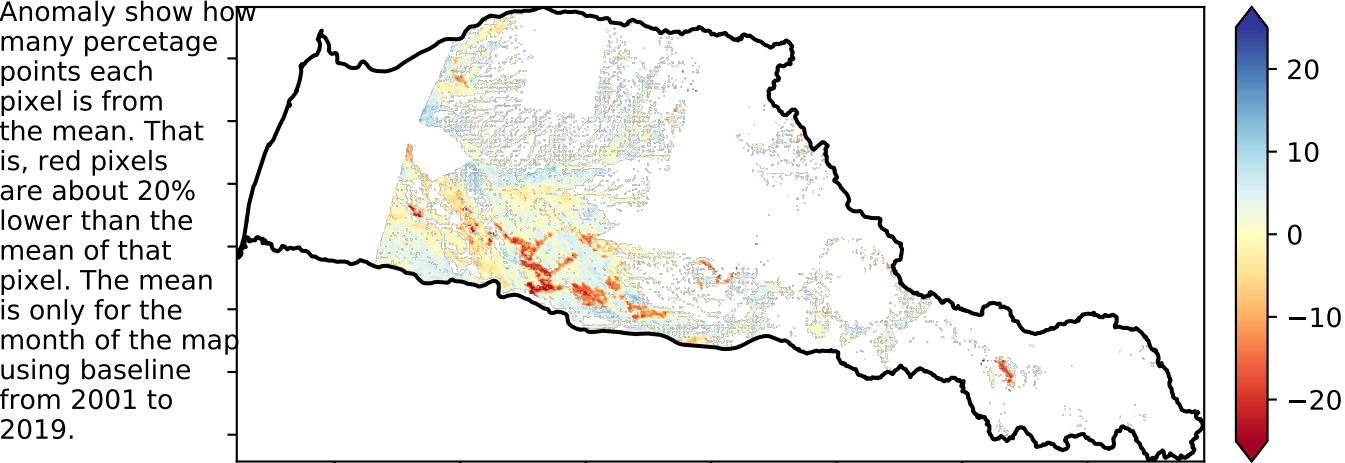 Anomaly show how
many percetage
points each
pixel is from
the mean. That
is, red pixels
are about 20%
lower than the
mean of that
pixel. The mean
is only for the
month of the map
using baseline
from 2001 to
2019.
20
10
0
−10
−20